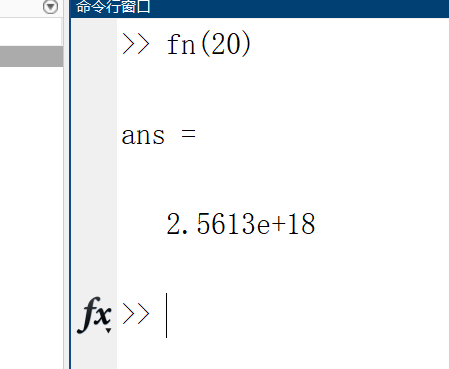 命令行窗口
>> fn(20)
ans =
2.5613e+18
fx >>